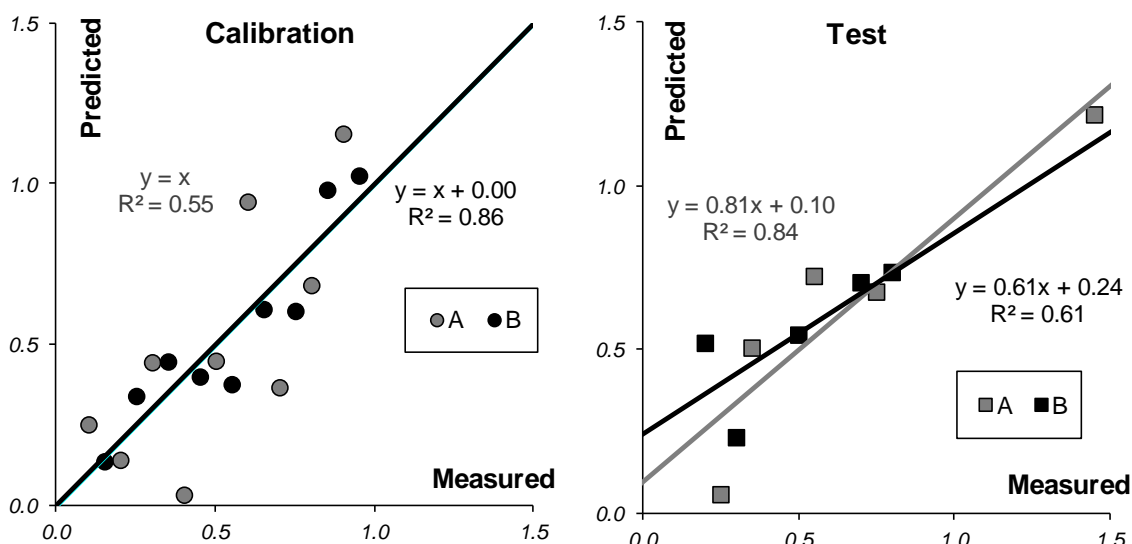 Calibration
Predicted
1.5
1.0
0.5
0.0
y = x
R² = 0.55
y = x + 0.00
R² = 0.86
A B
Measured
0.0 0.5 1.0 1.5
Test
Predicted
1.5
1.0
0.5
0.0
y = 0.81x + 0.10
R² = 0.84
y = 0.61x + 0.24
R² = 0.61
A B
Measured
0.0 0.5 1.0 1.5